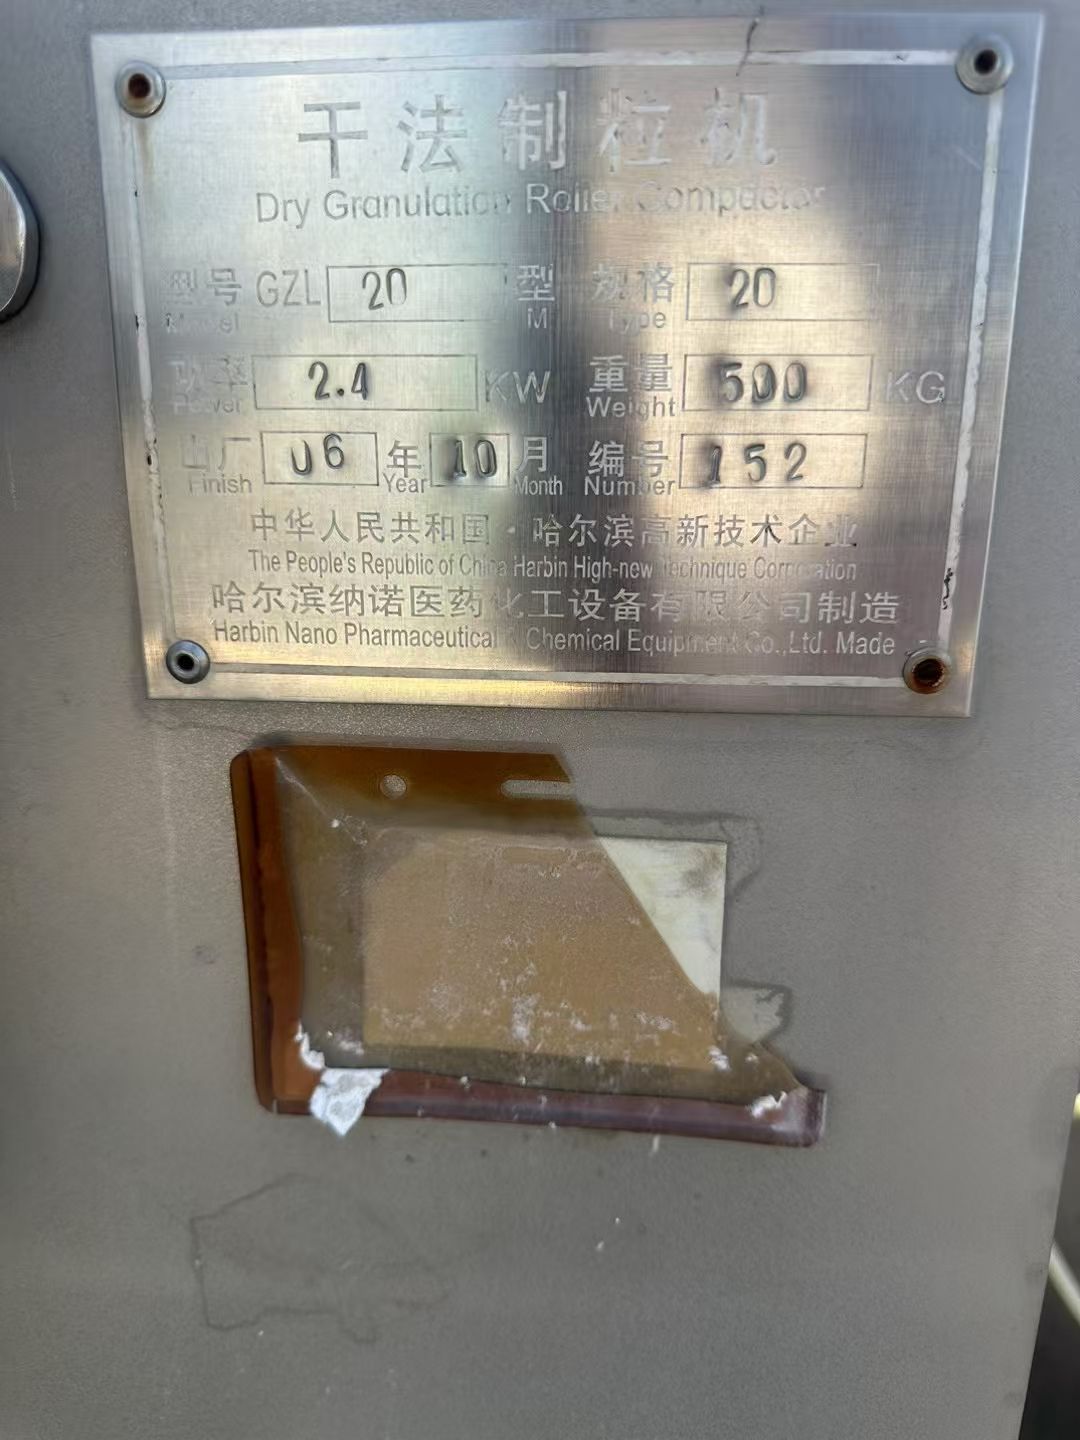 干法制粒机
Dry Granulation Roller Compactor
型号 GZL 20 型 规格 20
Model M Type
功率 2.4 KW 重量 500 KG
Power Weight
出厂 06 年 10 月 编号 152
Finish Year Month Number
中华人民共和国·哈尔滨高新技术企业
The People's Republic of China Harbin High-new Technique Corporation
哈尔滨纳诺医药化工设备有限公司制造
Harbin Nano Pharmaceutical & Chemical Equipment Co.,Ltd. Made